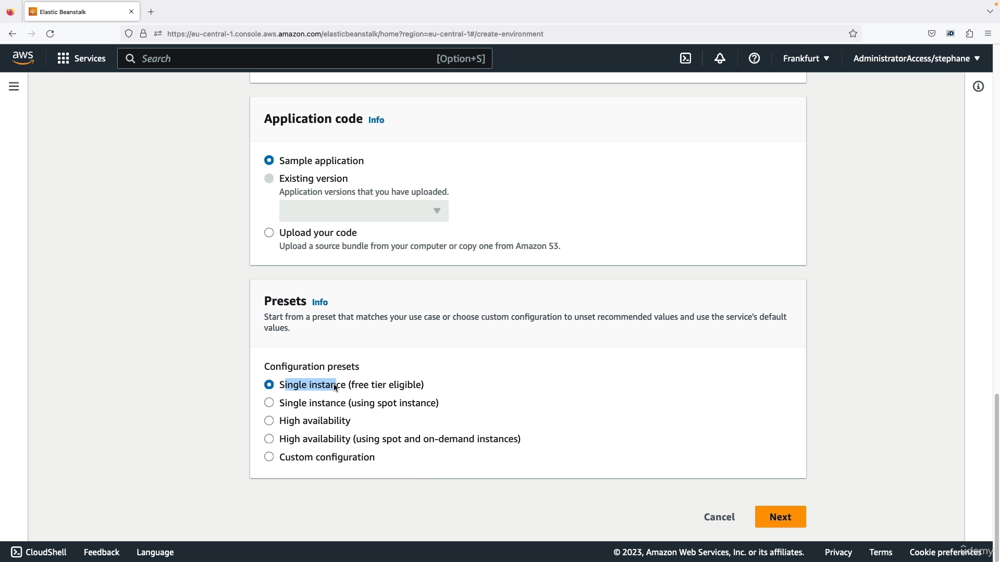 Elastic Beanstalk
https://eu-central-1.console.aws.amazon.com/elasticbeanstalk/home?region=eu-central-1#/create-environment
aws
Services
Search
[Option+S]
Frankfurt
AdministratorAccess/stephane
Application code Info
Sample application
Existing version
Application versions that you have uploaded.
Upload your code
Upload a source bundle from your computer or copy one from Amazon S3.
Presets Info
Start from a preset that matches your use case or choose custom configuration to unset recommended values and use the service's default
values.
Configuration presets
Single instance (free tier eligible)
Single instance (using spot instance)
High availability
High availability (using spot and on-demand instances)
Custom configuration
Cancel
Next
CloudShell
Feedback
Language
© 2023, Amazon Web Services, Inc. or its affiliates.
Privacy
Terms
Cookie preferences
udemy